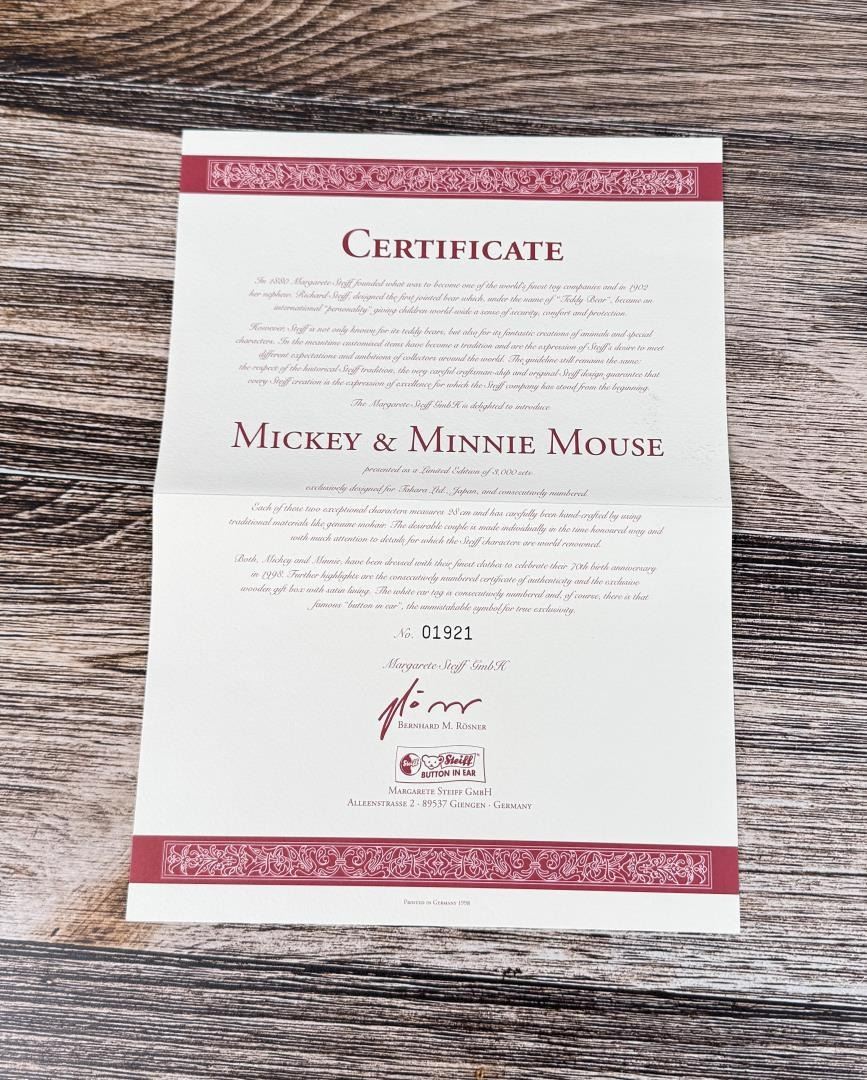 CERTIFICATE
In 1880 Margarete Steiff founded what was to become one of the world's finest toy companies and in 1902
her nephew, Richard Steiff, designed the first jointed bear which, under the name of "Teddy Bear", became an
international "personality" giving children world wide a sense of security, comfort and protection.
However, Steiff is not only known for its teddy bears, but also for its fantastic creations of animals and special
characters. In the meantime customised items have become a tradition and are the expression of Steiff's desire to meet
different expectations and ambitions of collectors around the world. The guideline still remains the same:
the respect of the historical Steiff tradition, the very careful craftsman-ship and original Steiff design guarantee that
every Steiff creation is the expression of excellence for which the Steiff company has stood from the beginning.
The Margarete Steiff GmbH is delighted to introduce
MICKEY & MINNIE MOUSE
presented as a Limited Edition of 3,000 sets
exclusively designed for Takara Ltd., Japan, and consecutively numbered.
Each of these two exceptional characters measures 28 cm and has carefully been hand-crafted by using
traditional materials like genuine mohair. The desirable couple is made individually in the time honoured way and
with much attention to details for which the Steiff characters are world renowned.
Both, Mickey and Minnie, have been dressed with their finest clothes to celebrate their 70th birth anniversary
in 1998. Further highlights are the consecutively numbered certificate of authenticity and the exclusive
wooden gift box with satin lining. The white ear tag is consecutively numbered and, of course, there is that
famous "button in ear", the unmistakable symbol for true exclusivity.
No. 01921
Margarete Steiff GmbH
BERNHARD M. RÖSNER
Steiff Steiff
BUTTON IN EAR
MARGARETE STEIFF GMBH
ALLEENSTRASSE 2 · 89537 GIENGEN · GERMANY
PRINTED IN GERMANY 1998